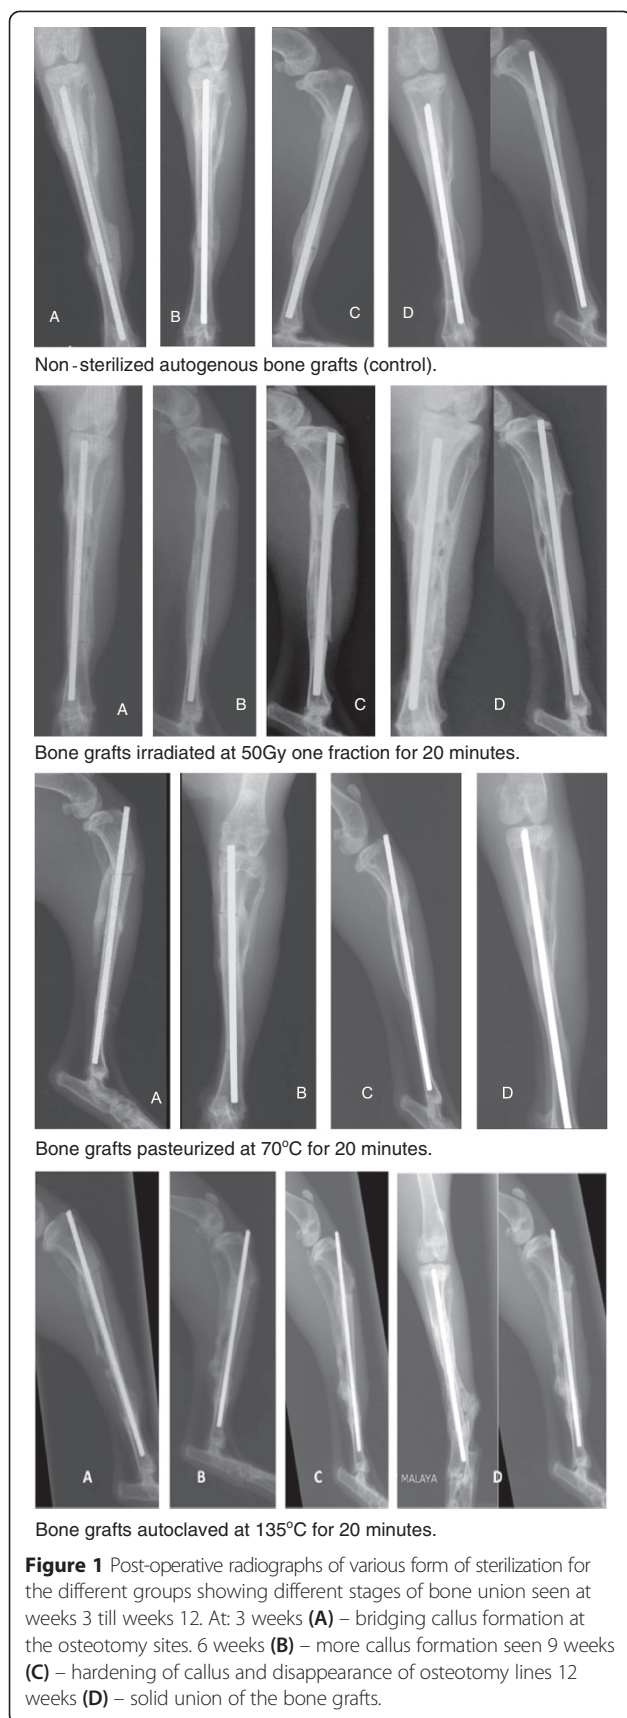 A
B
C
D
Non-sterilized autogenous bone grafts (control).
A
B
C
D
Bone grafts irradiated at 50Gy one fraction for 20 minutes.
A
B
C
D
Bone grafts pasteurized at 70°C for 20 minutes.
A
B
C
MALAYA
D
Bone grafts autoclaved at 135°C for 20 minutes.
Figure 1 Post-operative radiographs of various form of sterilization for
the different groups showing different stages of bone union seen at
weeks 3 till weeks 12. At: 3 weeks (A) – bridging callus formation at
the osteotomy sites. 6 weeks (B) – more callus formation seen 9 weeks
(C) – hardening of callus and disappearance of osteotomy lines 12
weeks (D) – solid union of the bone grafts.